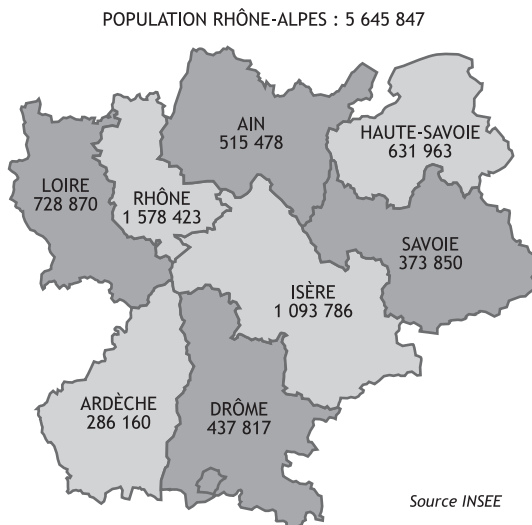 POPULATION RHÔNE-ALPES : 5 645 847
AIN
515 478
HAUTE-SAVOIE
631 963
LOIRE
728 870
RHÔNE
1 578 423
SAVOIE
373 850
ISÈRE
1 093 786
ARDÈCHE
286 160
DRÔME
437 817
Source INSEE